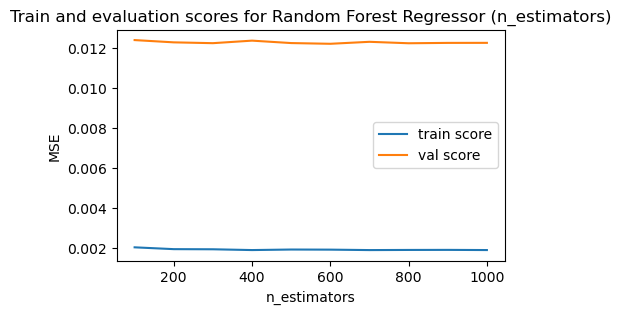 Train and evaluation scores for Random Forest Regressor (n_estimators)
0.012
0.010
0.008
0.006
0.004
0.002
MSE
train score
val score
200 400 600 800 1000
n_estimators